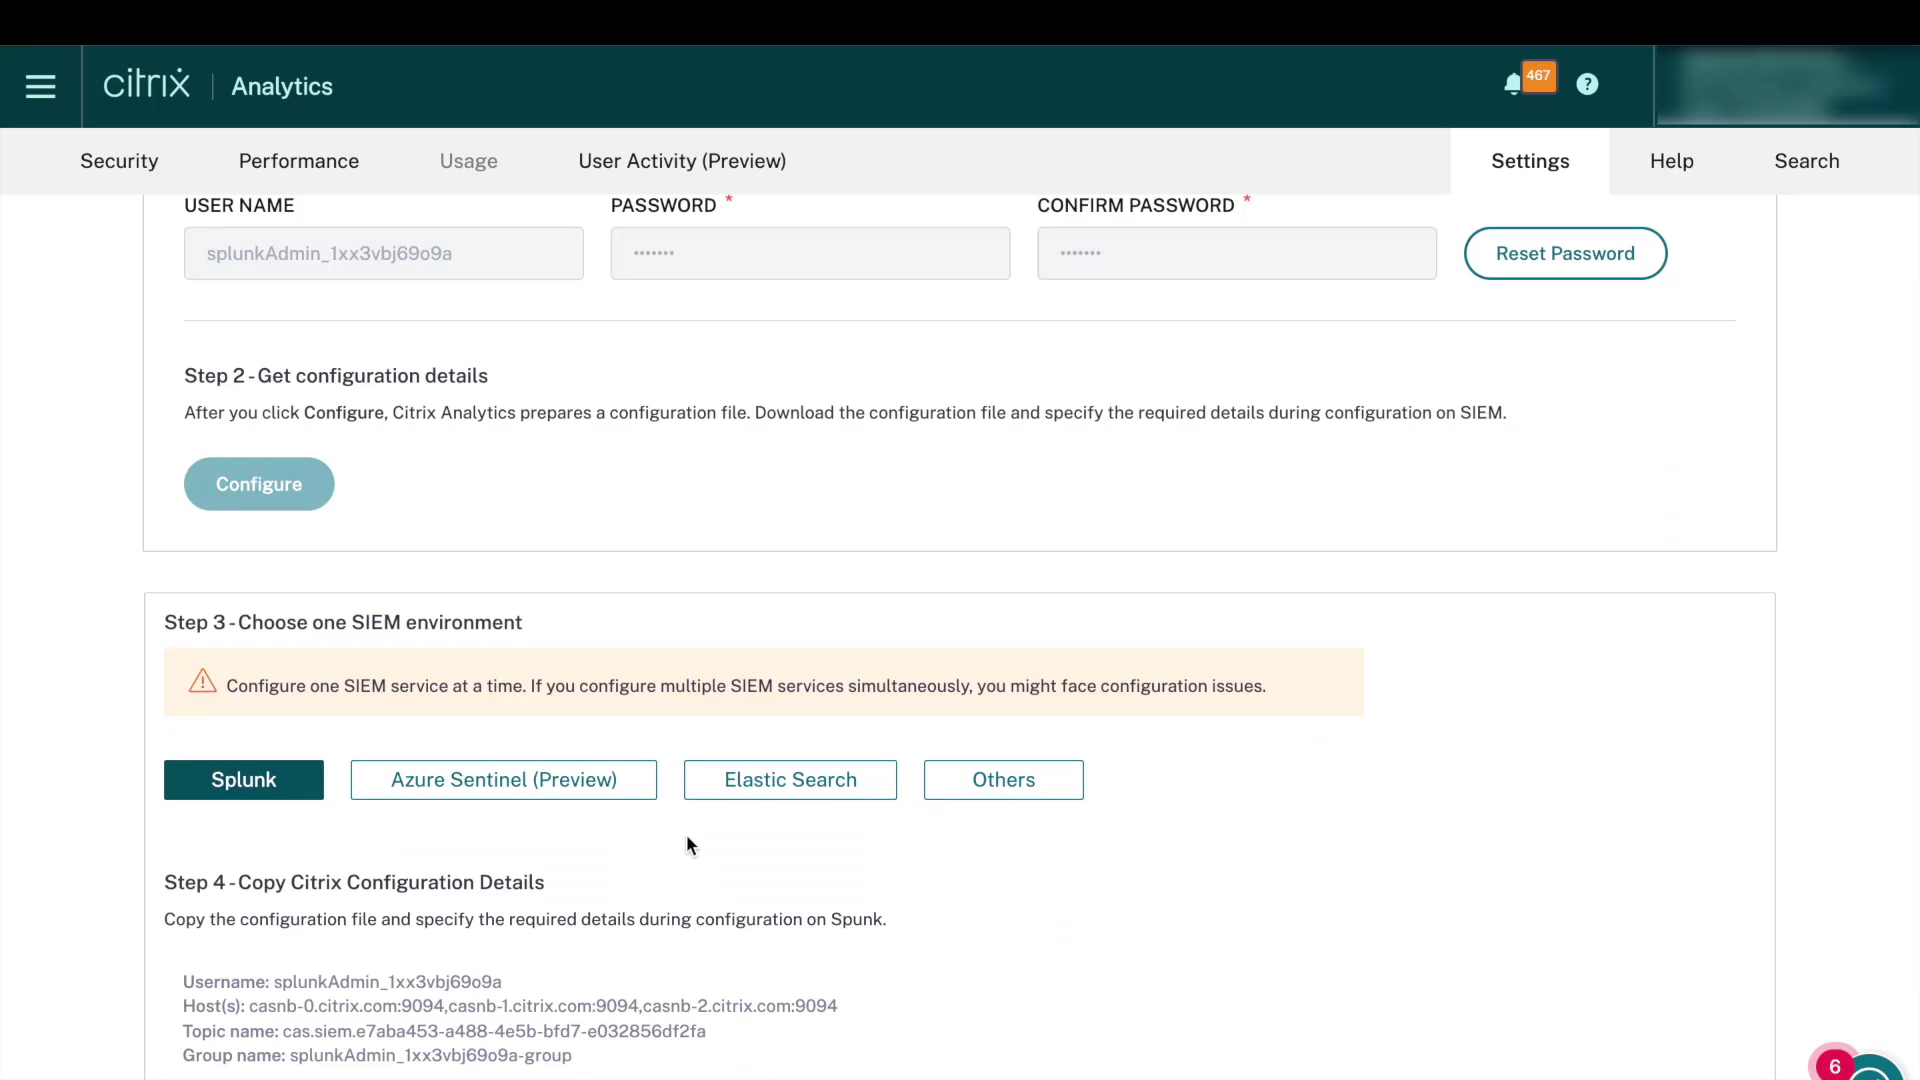 citrix | Analytics
467
?
Security
Performance
Usage
User Activity (Preview)
Settings
Help
Search
USER NAME
PASSWORD *
CONFIRM PASSWORD *
splunkAdmin_1xx3vbj69o9a
•••••••
•••••••
Reset Password
Step 2 - Get configuration details
After you click Configure, Citrix Analytics prepares a configuration file. Download the configuration file and specify the required details during configuration on SIEM.
Configure
Step 3 - Choose one SIEM environment
Configure one SIEM service at a time. If you configure multiple SIEM services simultaneously, you might face configuration issues.
Splunk
Azure Sentinel (Preview)
Elastic Search
Others
Step 4 - Copy Citrix Configuration Details
Copy the configuration file and specify the required details during configuration on Spunk.
Username: splunkAdmin_1xx3vbj69o9a
Host(s): casnb-0.citrix.com:9094,casnb-1.citrix.com:9094,casnb-2.citrix.com:9094
Topic name: cas.siem.e7aba453-a488-4e5b-bfd7-e032856df2fa
Group name: splunkAdmin_1xx3vbj69o9a-group
6